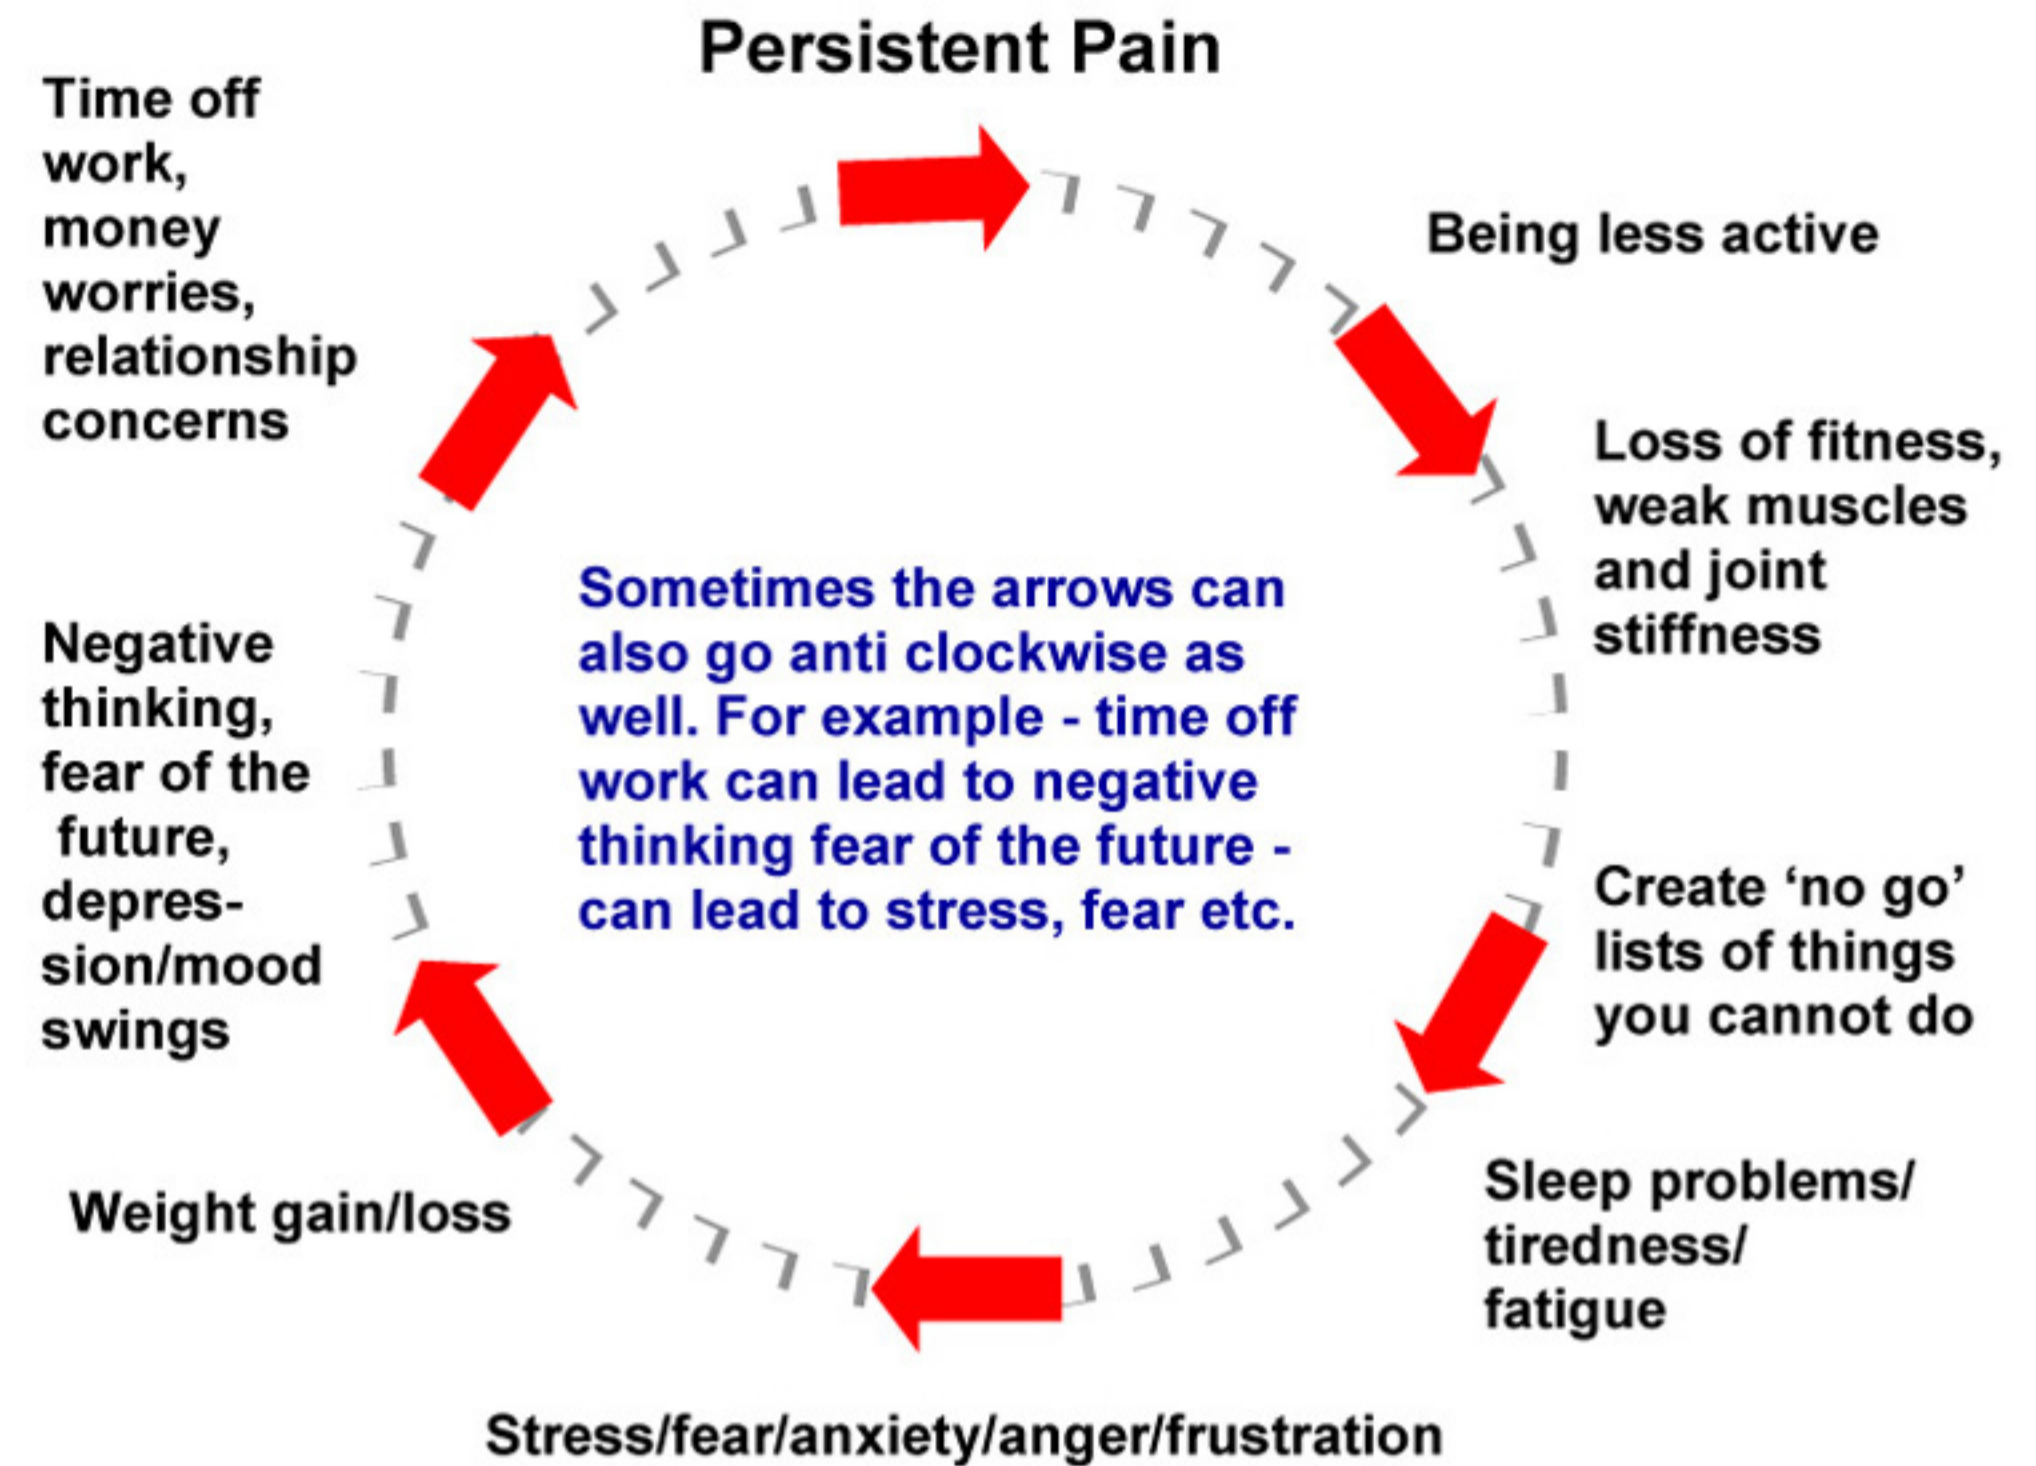 Persistent Pain
Being less active
Loss of fitness,
weak muscles
and joint
stiffness
Create ‘no go’
lists of things
you cannot do
Sleep problems/
tiredness/
fatigue
Stress/fear/anxiety/anger/frustration
Weight gain/loss
Negative
thinking,
fear of the
future,
depres-
sion/mood
swings
Time off
work,
money
worries,
relationship
concerns
Sometimes the arrows can
also go anti clockwise as
well. For example - time off
work can lead to negative
thinking fear of the future -
can lead to stress, fear etc.